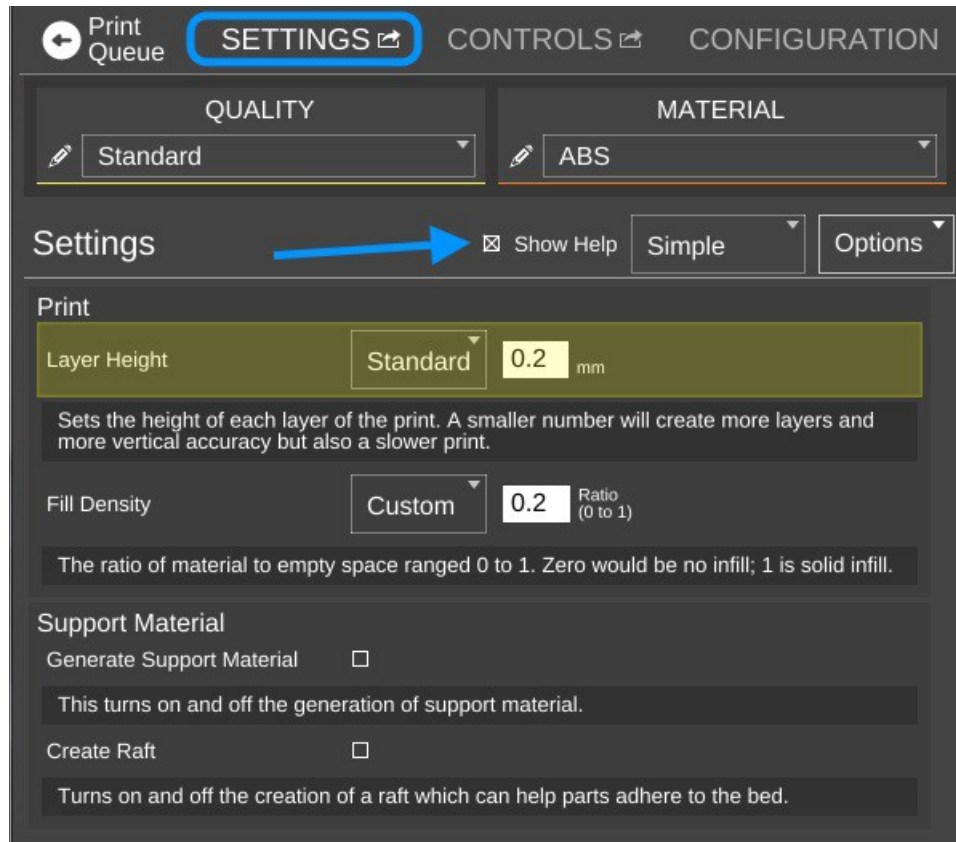 Print
Queue
SETTINGS
CONTROLS
CONFIGURATION
QUALITY
MATERIAL
Standard
ABS
Settings
Show Help
Simple
Options
Print
Layer Height
Standard
0.2
mm
Sets the height of each layer of the print. A smaller number will create more layers and
more vertical accuracy but also a slower print.
Fill Density
Custom
0.2
Ratio
(0 to 1)
The ratio of material to empty space ranged 0 to 1. Zero would be no infill; 1 is solid infill.
Support Material
Generate Support Material
This turns on and off the generation of support material.
Create Raft
Turns on and off the creation of a raft which can help parts adhere to the bed.